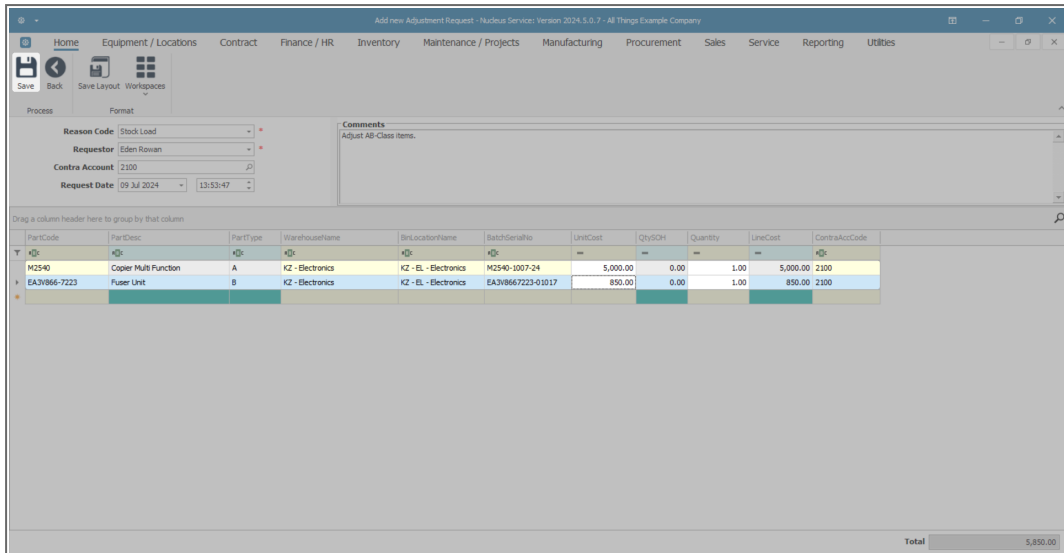 Add new Adjustment Request - Nucleus Service: Version 2024.5.0.7 - All Things Example Company
Home Equipment / Locations Contract Finance / HR Inventory Maintenance / Projects Manufacturing Procurement Sales Service Reporting Utilities
Save Back Save Layout Workspaces
Process Format
Reason Code Stock Load *
Requestor Eden Rowan *
Contra Account 2100
Request Date 09 Jul 2024 13:53:47
Comments
Adjust AB-Class items.
Drag a column header here to group by that column
PartCode PartDesc PartType WarehouseName BinLocationName BatchSerialNo UnitCost QtySOH Quantity LineCost ContraAccCode
M2540 Copier Multi Function A KZ - Electronics KZ - EL - Electronics M2540-1007-24 5,000.00 0.00 1.00 5,000.00 2100
EA3V866-7223 Fuser Unit B KZ - Electronics KZ - EL - Electronics EA3V8667223-01017 850.00 0.00 1.00 850.00 2100
Total 5,850.00